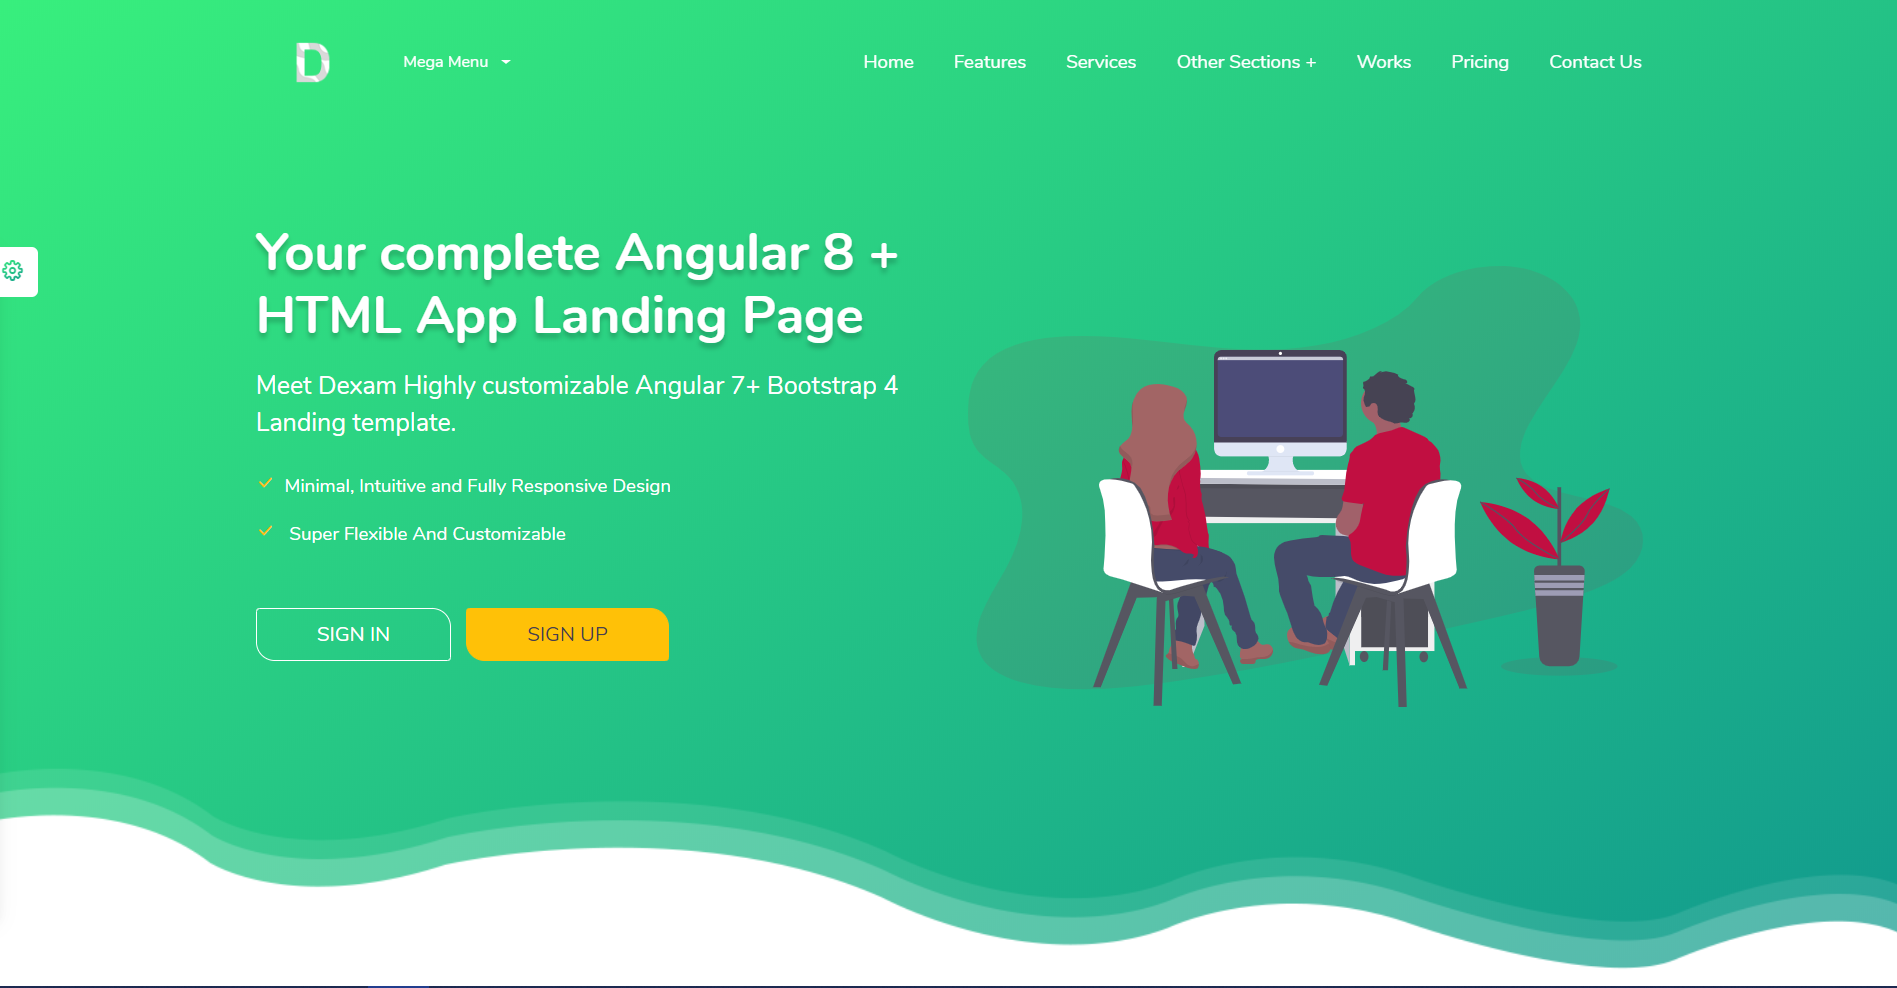 D
Mega Menu
Home Features Services Other Sections + Works Pricing Contact Us
Your complete Angular 8 +
HTML App Landing Page
Meet Dexam Highly customizable Angular 7+ Bootstrap 4
Landing template.
Minimal, Intuitive and Fully Responsive Design
Super Flexible And Customizable
SIGN IN SIGN UP